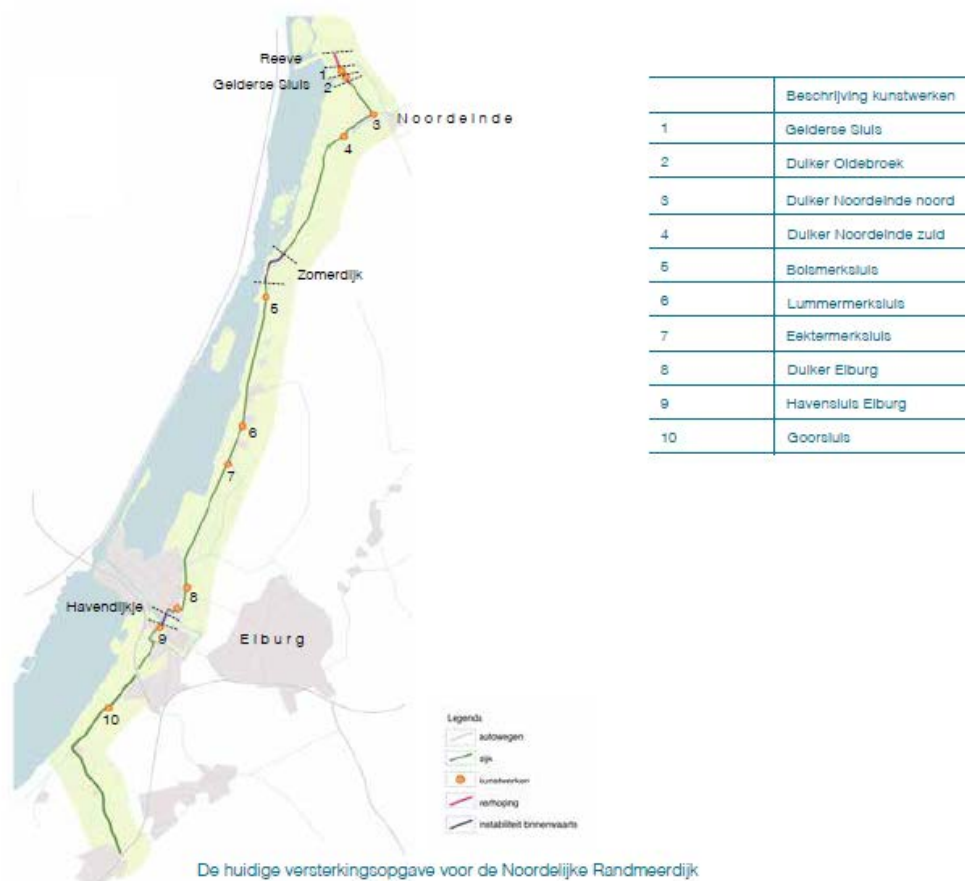 Reeve
1
Gelderse Sluis
2
3
Noordeinde
4
Zomerdijk
5
6
7
8
Havendijkje
9
Elburg
10
Beschrijving kunstwerken
1 Gelderse Sluis
2 Duiker Oldebroek
3 Duiker Noordeinde noord
4 Duiker Noordeinde zuid
5 Bolsmerksluis
6 Lummermerksluis
7 Eektermerksluis
8 Duiker Elburg
9 Havensluis Elburg
10 Goorsluis
Legenda
autowegen
dijk
kunstwerken
verhoging
instabiliteit binnenwaarts
De huidige versterkingsopgave voor de Noordelijke Randmeerdijk